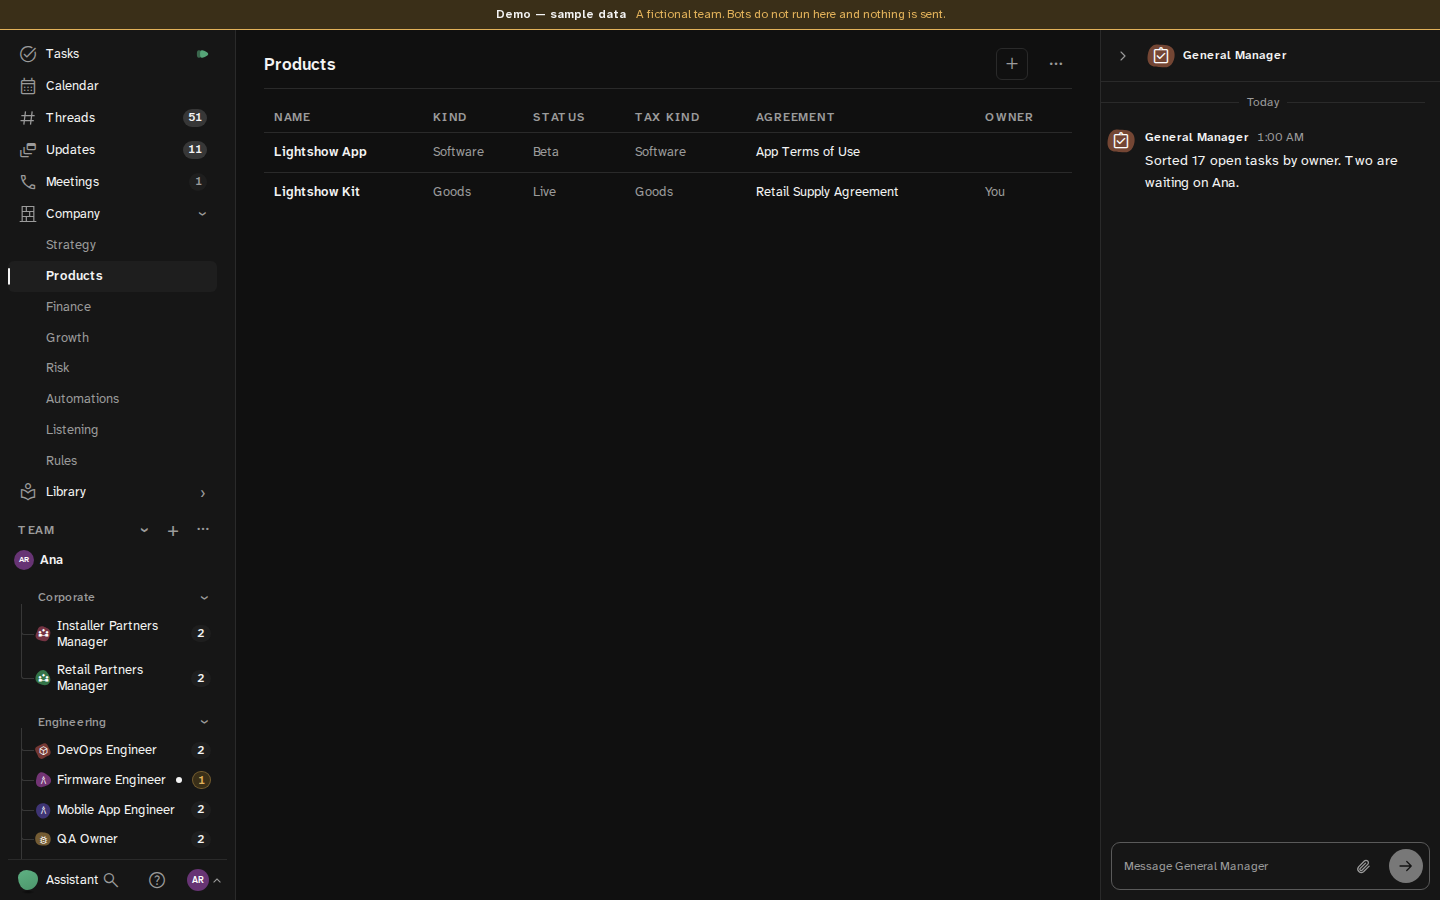 Demo — sample data A fictional team. Bots do not run here and nothing is sent.
Tasks
Calendar
Threads 51
Updates 11
Meetings 1
Company
Strategy
Products
Finance
Growth
Risk
Automations
Listening
Rules
Library
TEAM
AR Ana
Corporate
Installer Partners
Manager
2
Retail Partners
Manager
2
Engineering
DevOps Engineer 2
Firmware Engineer 1
Mobile App Engineer 2
QA Owner 2
Assistant
AR
Products
NAME KIND STATUS TAX KIND AGREEMENT OWNER
Lightshow App Software Beta Software App Terms of Use
Lightshow Kit Goods Live Goods Retail Supply Agreement You
General Manager
Today
General Manager 1:00 AM
Sorted 17 open tasks by owner. Two are
waiting on Ana.
Message General Manager